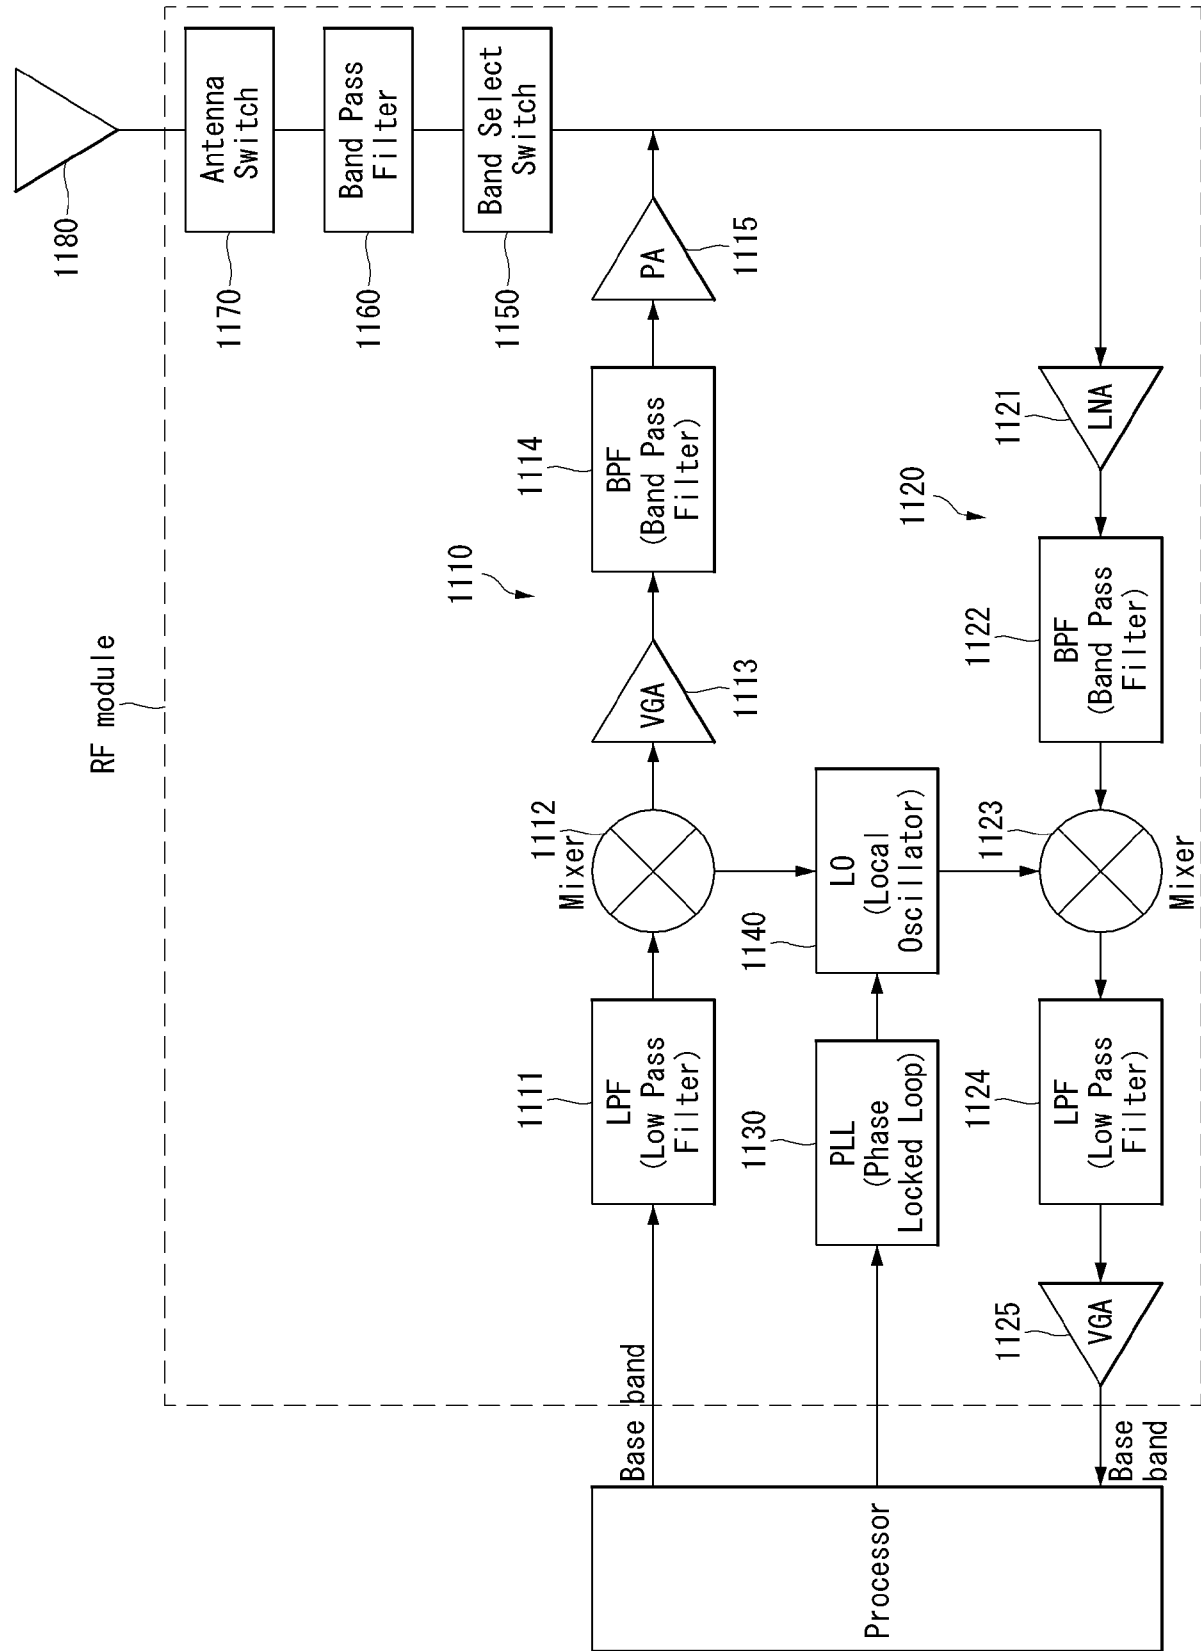 RF module
1180
Antenna
Switch
1170
Band Pass
Filter
1160
Band Select
Switch
1150
Base band
1111
LPF
(Low Pass
Filter)
Mixer
1112
VGA
1113
1110
1114
BPF
(Band Pass
Filter)
PA
1115
Processor
1130
PLL
(Phase
Locked Loop)
1140
LO
(Local
Oscillator)
1120
1121
LNA
1122
BPF
(Band Pass
Filter)
1123
Mixer
1124
LPF
(Low Pass
Filter)
1125
VGA
Base
band